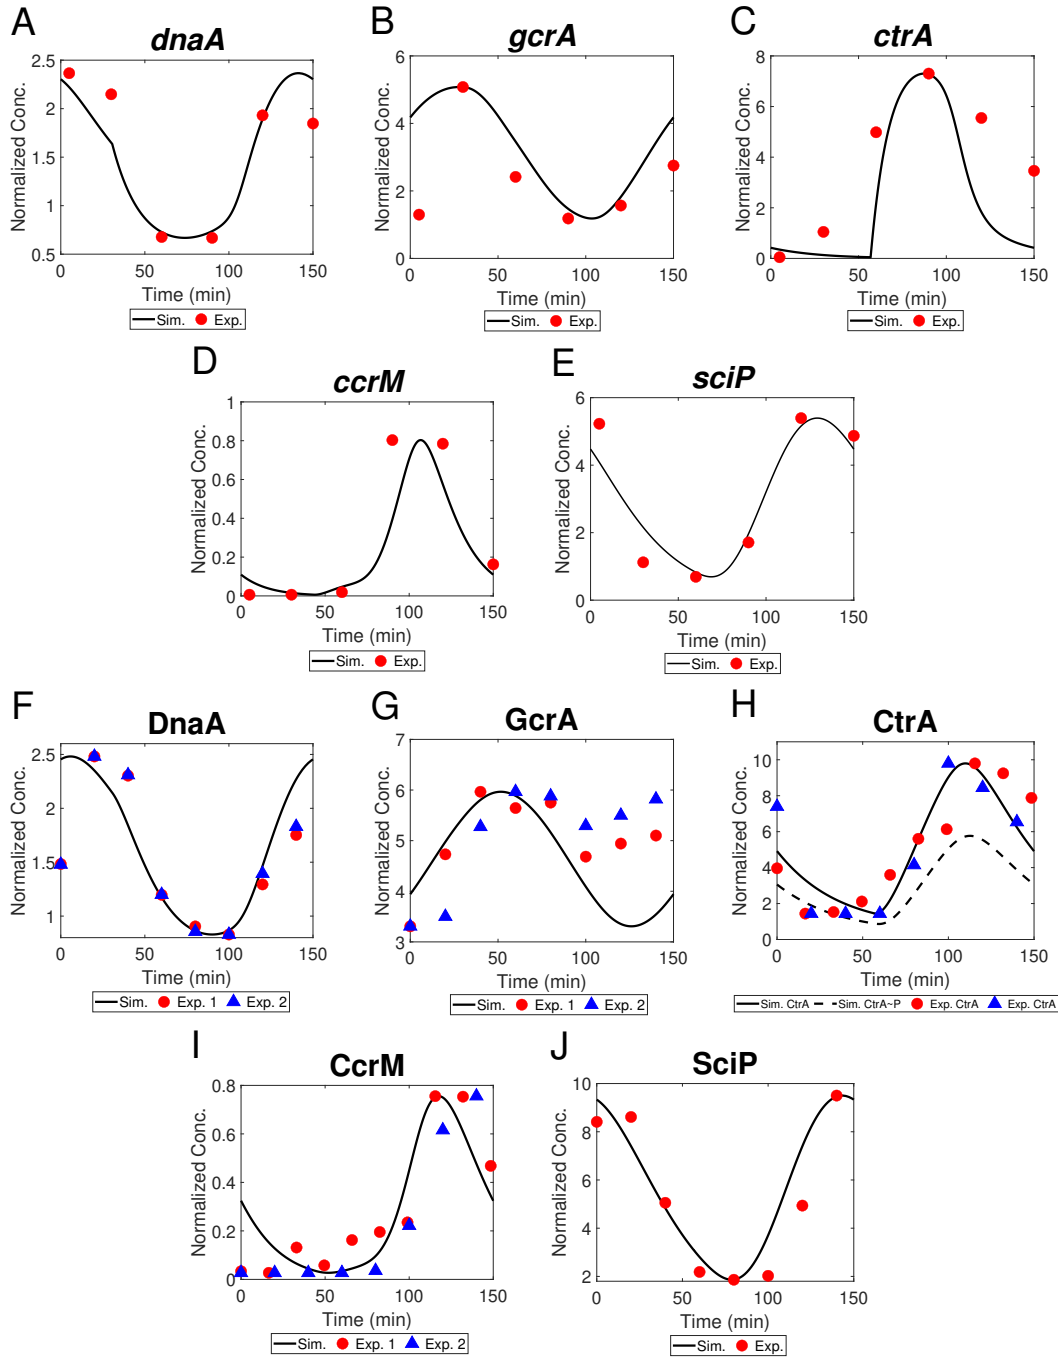 A
dnaA
2.5
2
1.5
1
0.5
Normalized Conc.
0 50 100 150
Time (min)
Sim. Exp.
B
gcrA
6
4
2
0
Normalized Conc.
0 50 100 150
Time (min)
Sim. Exp.
C
ctrA
8
6
4
2
0
Normalized Conc.
0 50 100 150
Time (min)
Sim. Exp.
D
ccrM
1
0.8
0.6
0.4
0.2
0
Normalized Conc.
0 50 100 150
Time (min)
Sim. Exp.
E
sciP
6
4
2
0
Normalized Conc.
0 50 100 150
Time (min)
Sim. Exp.
F
DnaA
2.5
2
1.5
1
Normalized Conc.
0 50 100 150
Time (min)
Sim. Exp. 1 Exp. 2
G
GcrA
7
6
5
4
3
Normalized Conc.
0 50 100 150
Time (min)
Sim. Exp. 1 Exp. 2
H
CtrA
10
8
6
4
2
0
Normalized Conc.
0 50 100 150
Time (min)
Sim. CtrA Sim. CtrA~P Exp. CtrA Exp. CtrA
I
CcrM
0.8
0.6
0.4
0.2
0
Normalized Conc.
0 50 100 150
Time (min)
Sim. Exp. 1 Exp. 2
J
SciP
10
8
6
4
2
Normalized Conc.
0 50 100 150
Time (min)
Sim. Exp.